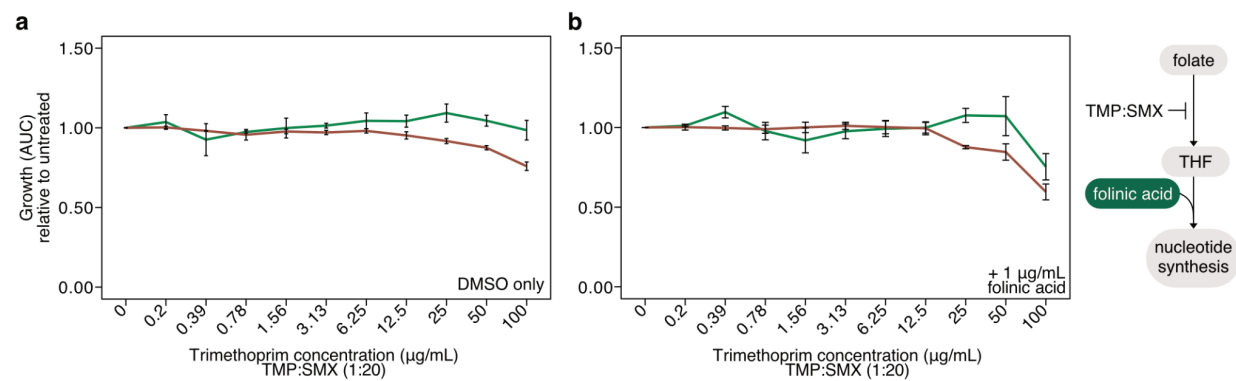 a
1.50
1.00
0.50
0.00
Growth (AUC)
relative to untreated
DMSO only
0
0.2
0.39
0.78
1.56
3.13
6.25
12.5
25
50
100
Trimethoprim concentration (µg/mL)
TMP:SMX (1:20)
b
1.50
1.00
0.50
0.00
+ 1 µg/mL
folinic acid
0
0.2
0.39
0.78
1.56
3.13
6.25
12.5
25
50
100
Trimethoprim concentration (µg/mL)
TMP:SMX (1:20)
folate
TMP:SMX
THF
folinic acid
nucleotide
synthesis